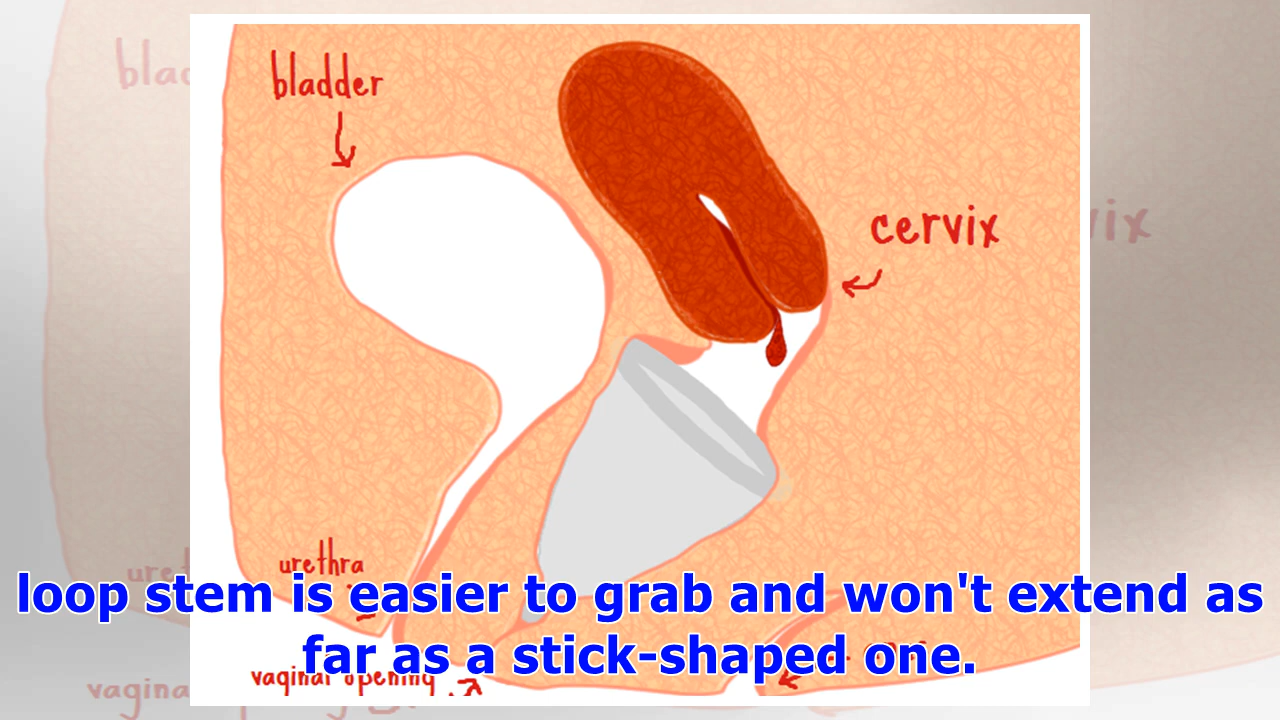 bladder
cervix
urethra
loop stem is easier to grab and won't extend as
far as a stick-shaped one.
vaginal opening